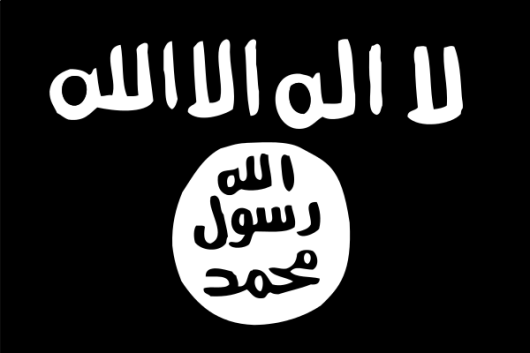 لا اله الا الله
الله
رسول
محمد